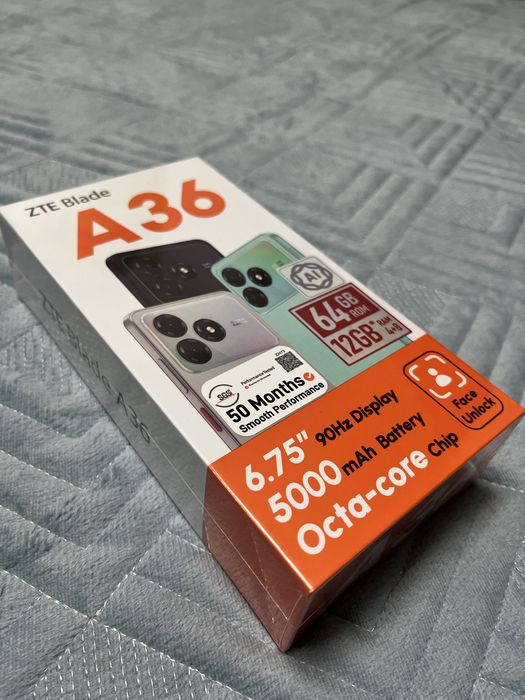 ZTE Blade
A36
AI
64GB ROM
12GB* RAM 4+8
SGS
Performance Tested
50 Months
Smooth Performance
6.75" 90Hz Display
5000 mAh Battery
Octa-core Chip
Face
Unlock
ZTE Blade A36